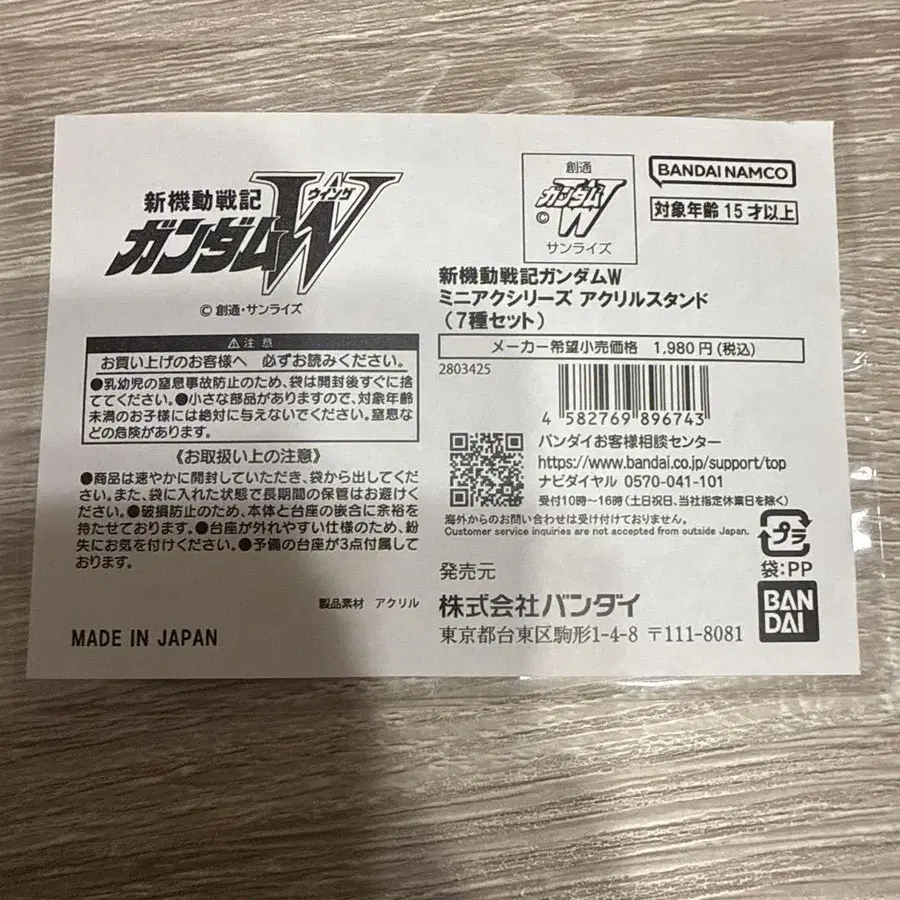 新機動戦記
ウイング
ガンダムW
© 創通・サンライズ
⚠注意
お買い上げのお客様へ 必ずお読みください。
●乳幼児の窒息事故防止のため、袋は開封後すぐに捨
ててください。●小さな部品がありますので、対象年齢
未満のお子様には絶対に与えないでください。窒息な
どの危険があります。
《お取扱い上の注意》
●商品は速やかに開封していただき、袋から出してくだ
さい。また、袋に入れた状態で長期間の保管はお避けく
ださい。●破損防止のため、本体と台座の嵌合に余裕を
持たせております。●台座が外れやすい仕様のため、紛
失にお気を付けください。●予備の台座が3点付属して
おります。
製品素材 アクリル
MADE IN JAPAN
創通
ガンダムW
©
サンライズ
BANDAI NAMCO
対象年齢 15才以上
新機動戦記ガンダムW
ミニアクシリーズ アクリルスタンド
(7種セット)
メーカー希望小売価格 1,980円(税込)
2803425
4 582769 896743
バンダイお客様相談センター
https://www.bandai.co.jp/support/top
ナビダイヤル 0570-041-101
受付10時~16時(土日祝日、当社指定休業日を除く)
海外からのお問い合わせは受け付けておりません。
Customer service inquiries are not accepted from outside Japan.
プラ
袋:PP
発売元
株式会社バンダイ
東京都台東区駒形1-4-8 〒111-8081
BAN
DAI